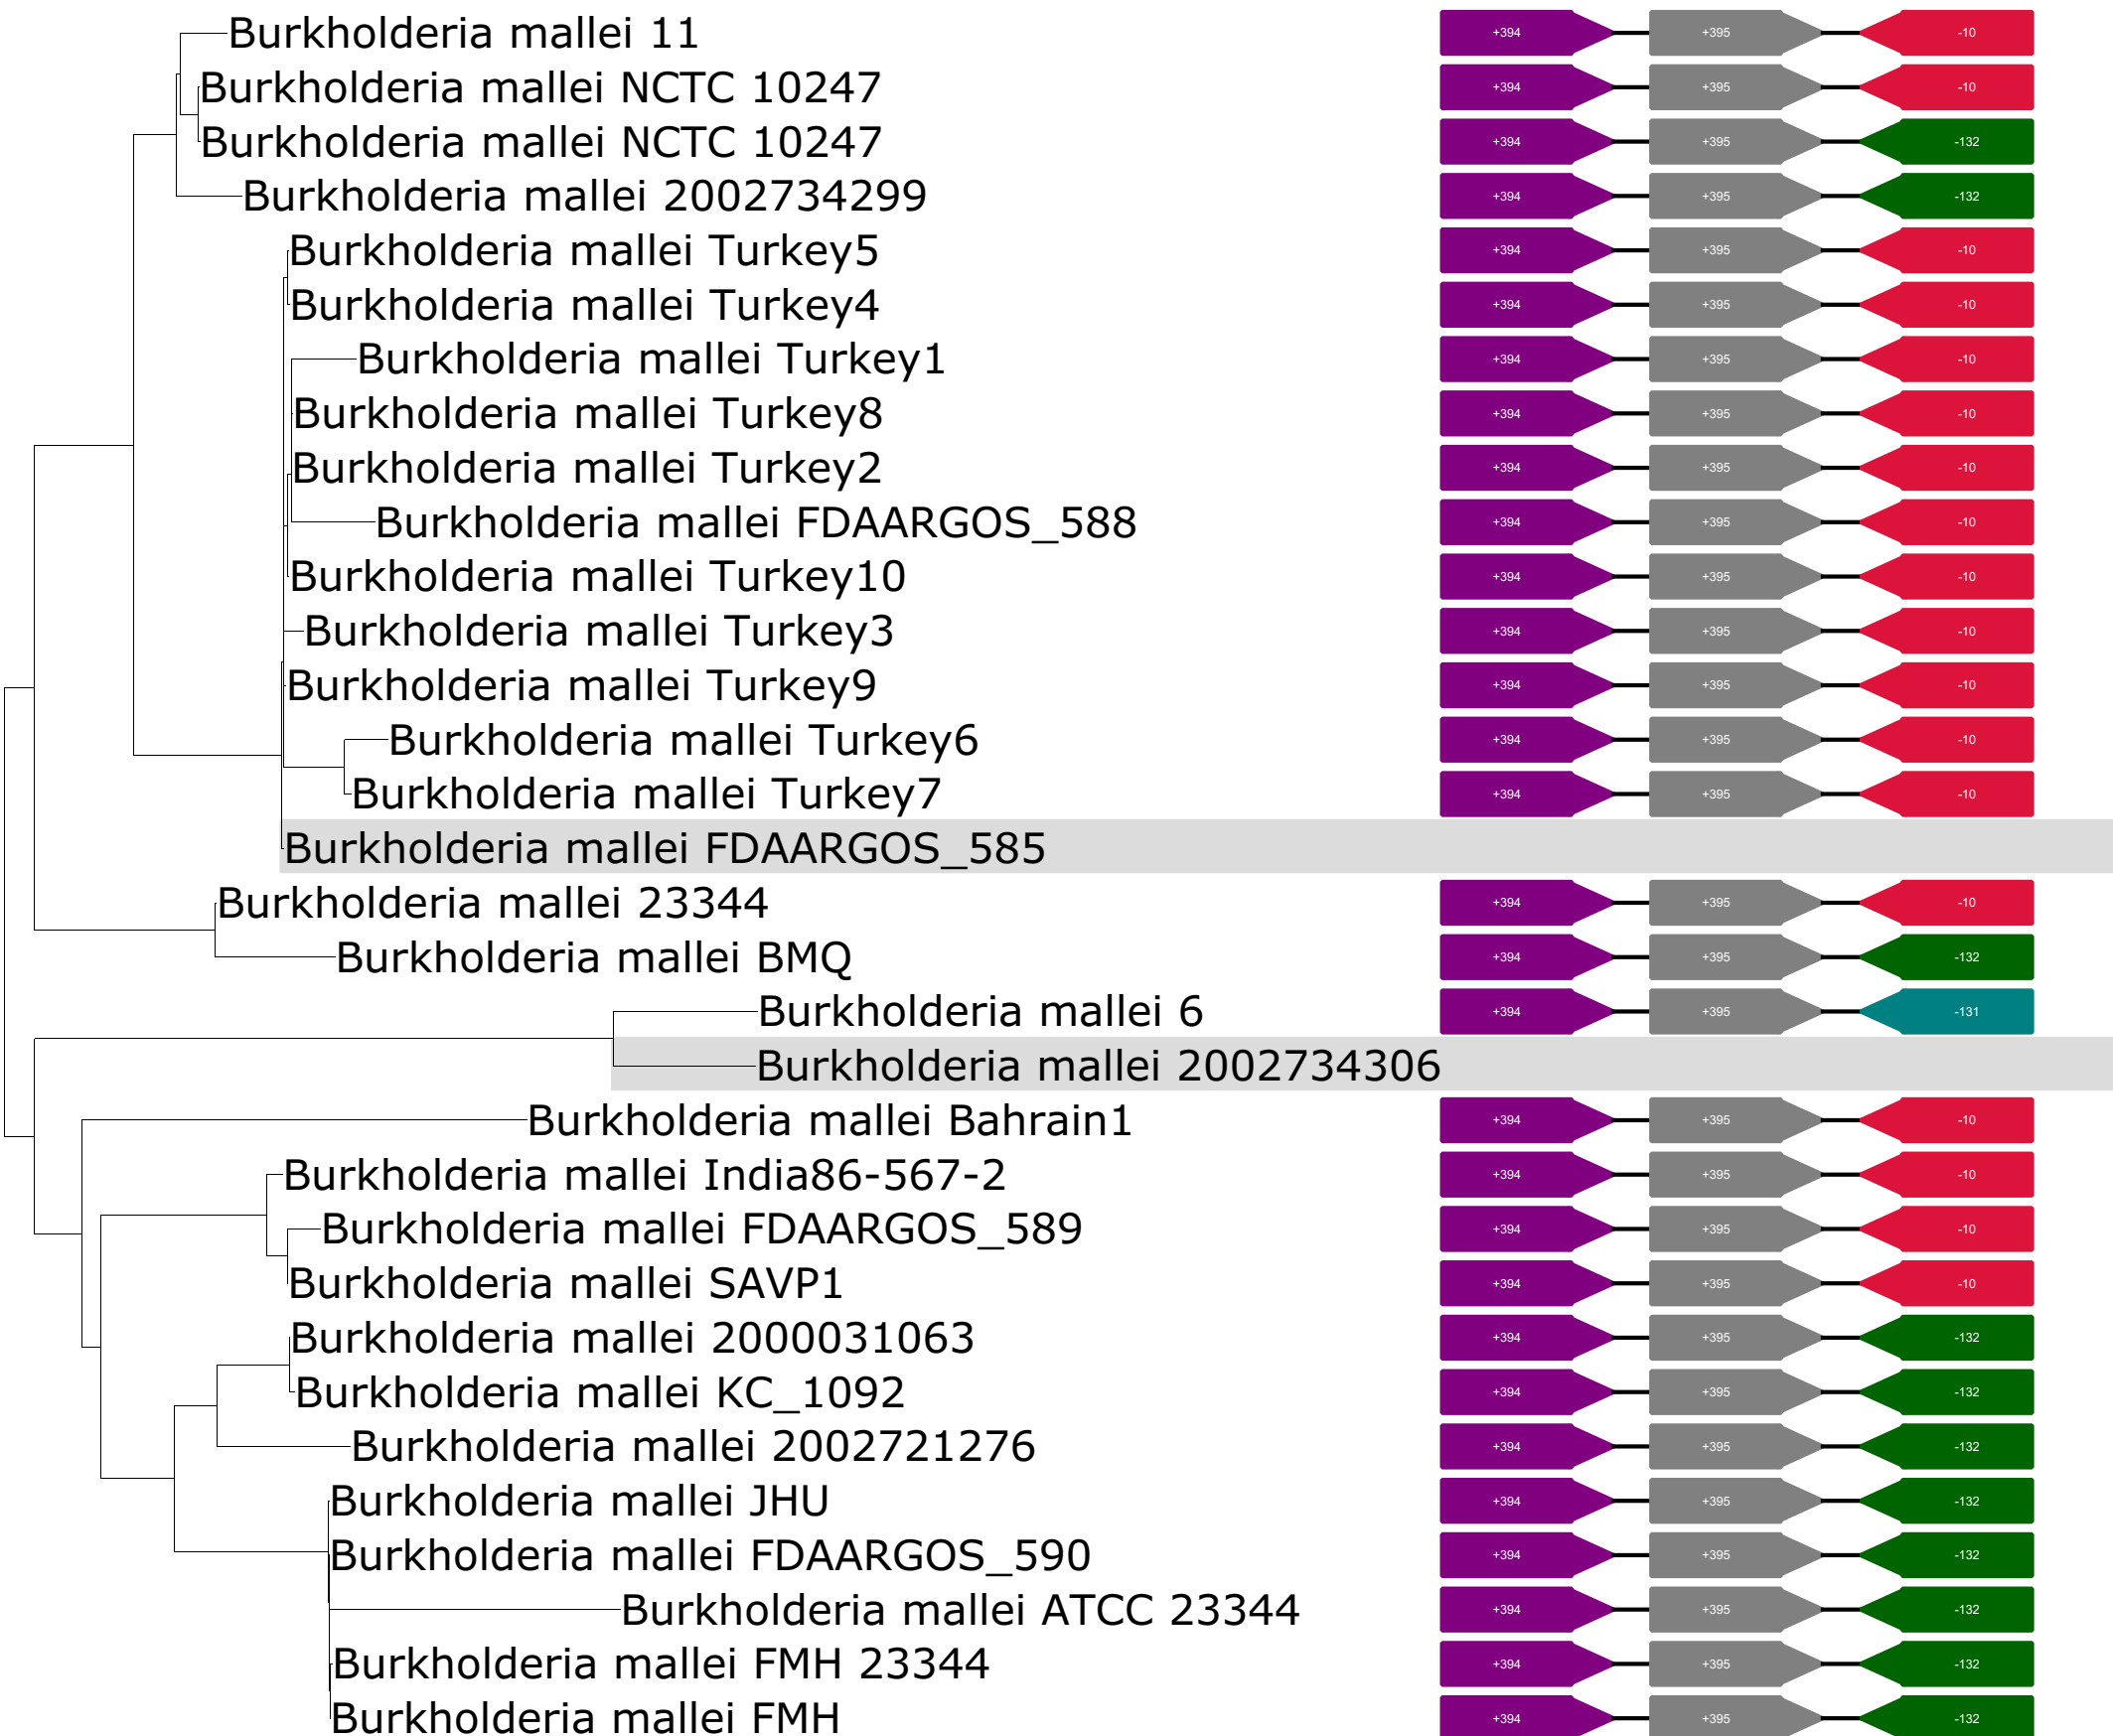 Burkholderia mallei 11 +394 +395 -10
Burkholderia mallei NCTC 10247 +394 +395 -10
Burkholderia mallei NCTC 10247 +394 +395 -132
Burkholderia mallei 2002734299 +394 +395 -132
Burkholderia mallei Turkey5 +394 +395 -10
Burkholderia mallei Turkey4 +394 +395 -10
Burkholderia mallei Turkey1 +394 +395 -10
Burkholderia mallei Turkey8 +394 +395 -10
Burkholderia mallei Turkey2 +394 +395 -10
Burkholderia mallei FDAARGOS_588 +394 +395 -10
Burkholderia mallei Turkey10 +394 +395 -10
Burkholderia mallei Turkey3 +394 +395 -10
Burkholderia mallei Turkey9 +394 +395 -10
Burkholderia mallei Turkey6 +394 +395 -10
Burkholderia mallei Turkey7 +394 +395 -10
Burkholderia mallei FDAARGOS_585
Burkholderia mallei 23344 +394 +395 -10
Burkholderia mallei BMQ +394 +395 -132
Burkholderia mallei 6 +394 +395 -131
Burkholderia mallei 2002734306
Burkholderia mallei Bahrain1 +394 +395 -10
Burkholderia mallei India86-567-2 +394 +395 -10
Burkholderia mallei FDAARGOS_589 +394 +395 -10
Burkholderia mallei SAVP1 +394 +395 -10
Burkholderia mallei 2000031063 +394 +395 -132
Burkholderia mallei KC_1092 +394 +395 -132
Burkholderia mallei 2002721276 +394 +395 -132
Burkholderia mallei JHU +394 +395 -132
Burkholderia mallei FDAARGOS_590 +394 +395 -132
Burkholderia mallei ATCC 23344 +394 +395 -132
Burkholderia mallei FMH 23344 +394 +395 -132
Burkholderia mallei FMH +394 +395 -132